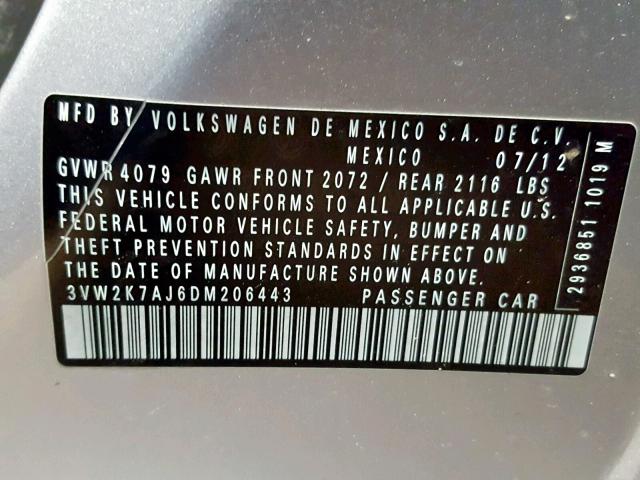 MFD BY VOLKSWAGEN DE MEXICO S.A. DE C.V.
MEXICO 07/12
GVWR 4079 GAWR FRONT 2072 / REAR 2116 LBS
THIS VEHICLE CONFORMS TO ALL APPLICABLE U.S.
FEDERAL MOTOR VEHICLE SAFETY, BUMPER AND
THEFT PREVENTION STANDARDS IN EFFECT ON
THE DATE OF MANUFACTURE SHOWN ABOVE.
3VW2K7AJ6DM206443 PASSENGER CAR
2936851 1019 M